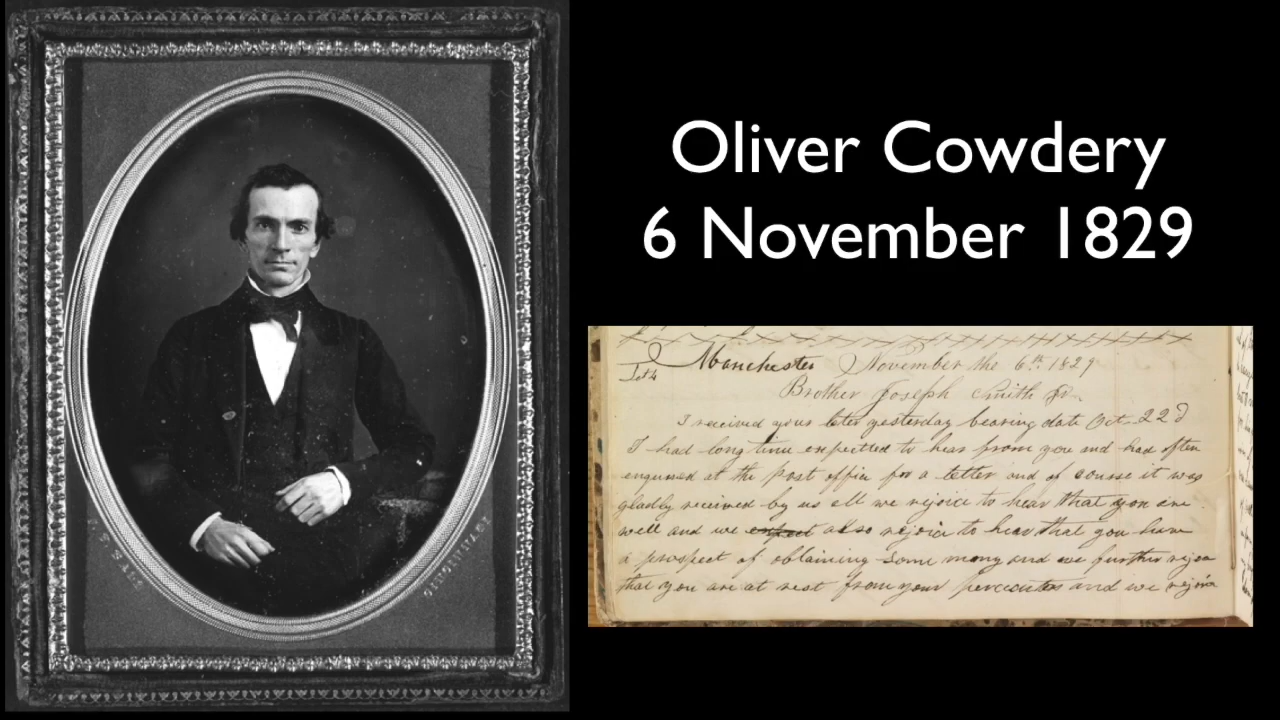 Oliver Cowdery
6 November 1829
Manchester November the 6th 1829
Let 4
Brother Joseph Smith Jr.
I received your leter yesterday bearing date Oct- 22d
I had long time expected to hear from you and had often
enquired at the post office for a letter and of course it was
gladly received by us all we rejoice to hear that you are
well and we expect also rejoice to hear that you have
a prospect of obtaining some mony and we further rejoice
that you are at rest from your persecutors and we rejoice